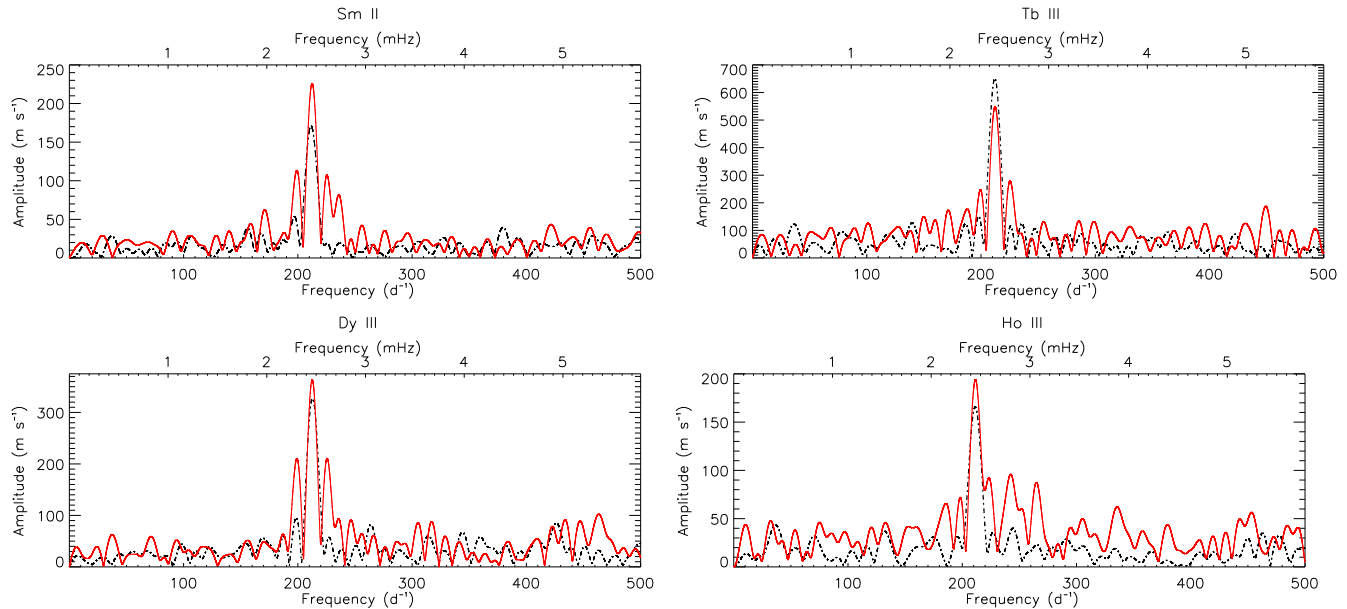 Sm II
Frequency (mHz)
1 2 3 4 5
250
200
150
100
50
0
Amplitude (m s⁻¹)
100 200 300 400 500
Frequency (d⁻¹)
Tb III
Frequency (mHz)
1 2 3 4 5
700
600
500
400
300
200
100
0
Amplitude (m s⁻¹)
100 200 300 400 500
Frequency (d⁻¹)
Dy III
Frequency (mHz)
1 2 3 4 5
300
200
100
0
Amplitude (m s⁻¹)
100 200 300 400 500
Frequency (d⁻¹)
Ho III
Frequency (mHz)
1 2 3 4 5
200
150
100
50
0
Amplitude (m s⁻¹)
100 200 300 400 500
Frequency (d⁻¹)